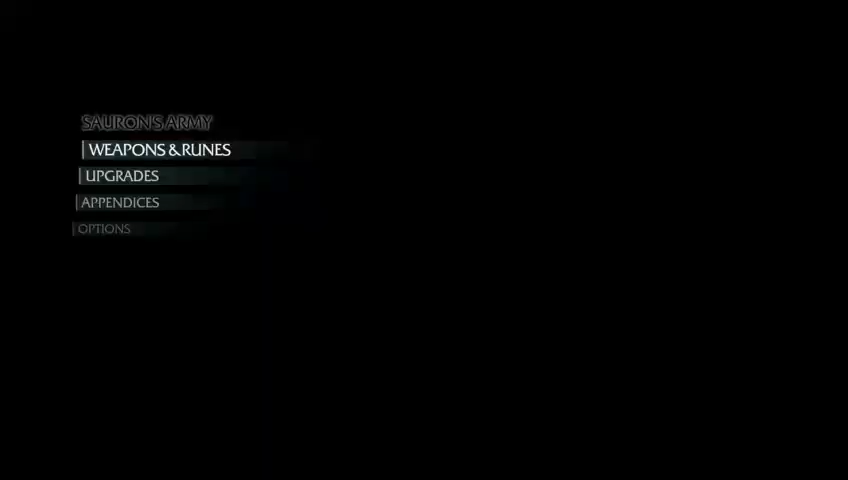 SAURON'S ARMY
WEAPONS & RUNES
UPGRADES
APPENDICES
OPTIONS